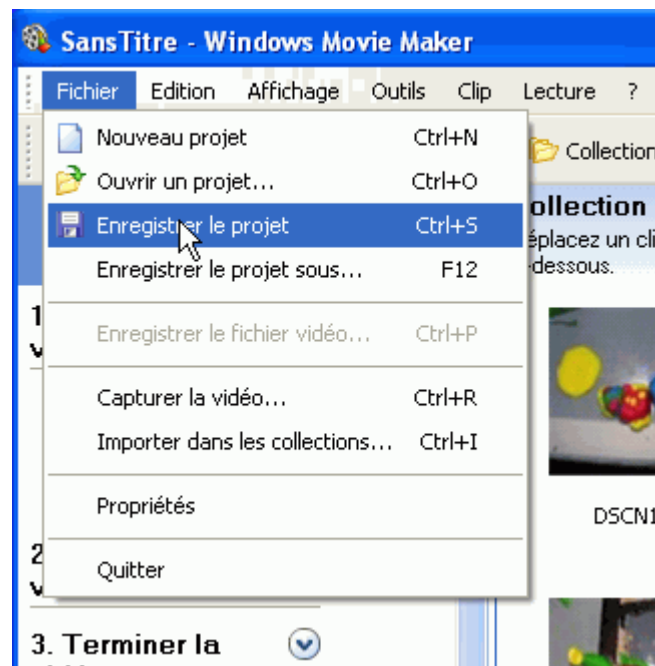 SansTitre - Windows Movie Maker
Fichier Edition Affichage Outils Clip Lecture ?
Nouveau projet Ctrl+N
Collection
Ouvrir un projet... Ctrl+O
Enregistrer le projet Ctrl+S
ollection
éplacez un cli
Enregistrer le projet sous... F12
-dessous.
1
Enregistrer le fichier vidéo... Ctrl+P
Capturer la vidéo... Ctrl+R
Importer dans les collections... Ctrl+I
Propriétés
DSCN1
2
Quitter
3. Terminer la